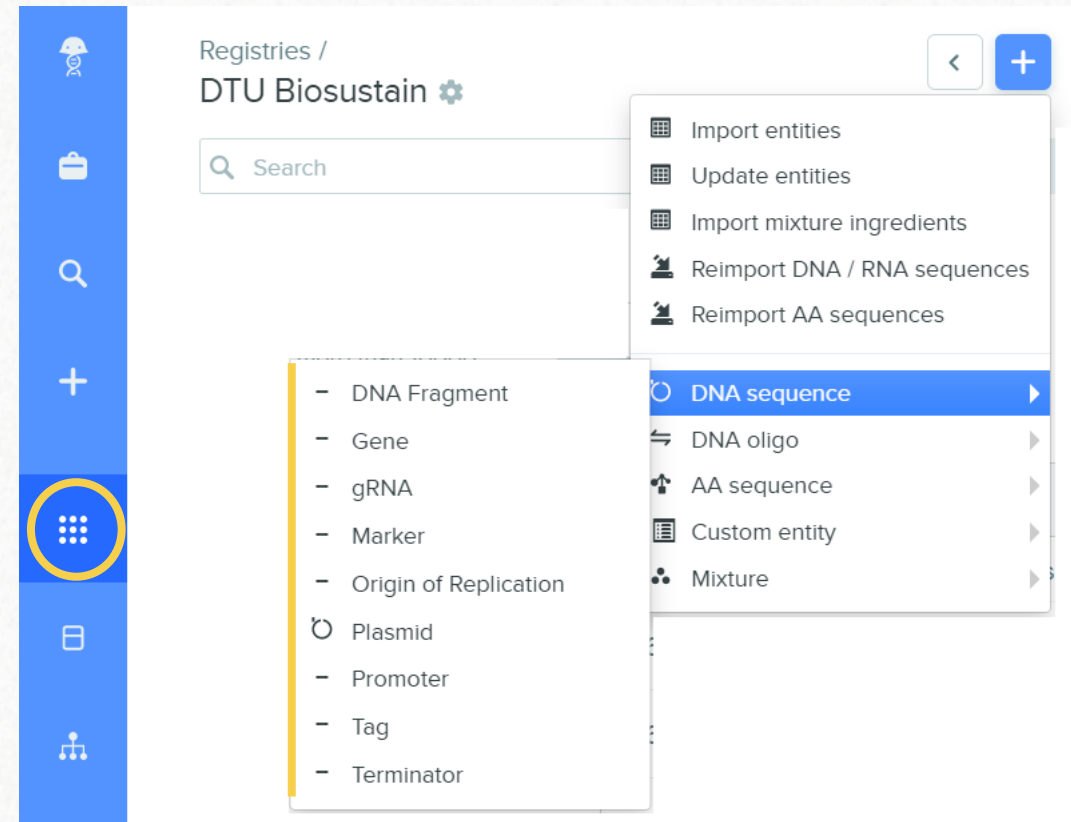 Registries /
DTU Biosustain
Search
Import entities
Update entities
Import mixture ingredients
Reimport DNA / RNA sequences
Reimport AA sequences
DNA sequence
DNA oligo
AA sequence
Custom entity
Mixture
DNA Fragment
Gene
gRNA
Marker
Origin of Replication
Plasmid
Promoter
Tag
Terminator